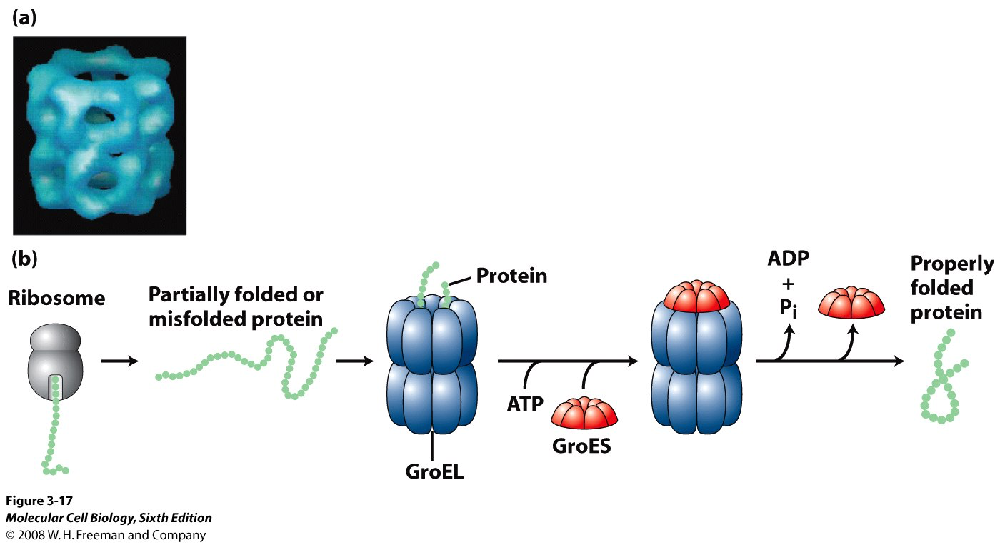 (a)
(b)
Ribosome
Partially folded or
misfolded protein
Protein
GroEL
ATP
GroES
ADP
+
Pi
Properly
folded
protein
Figure 3-17
Molecular Cell Biology, Sixth Edition
© 2008 W. H. Freeman and Company